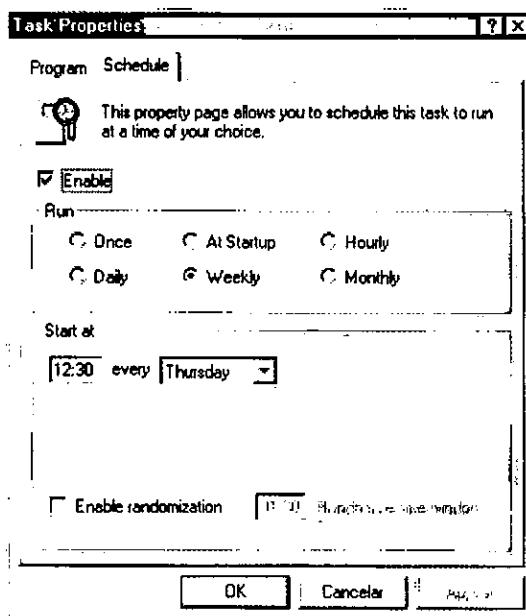 Task Properties
Program Schedule
This property page allows you to schedule this task to run
at a time of your choice.
Enable
Run
Once At Startup Hourly
Daily Weekly Monthly
Start at
12:30 every Thursday
Enable randomization
OK Cancelar